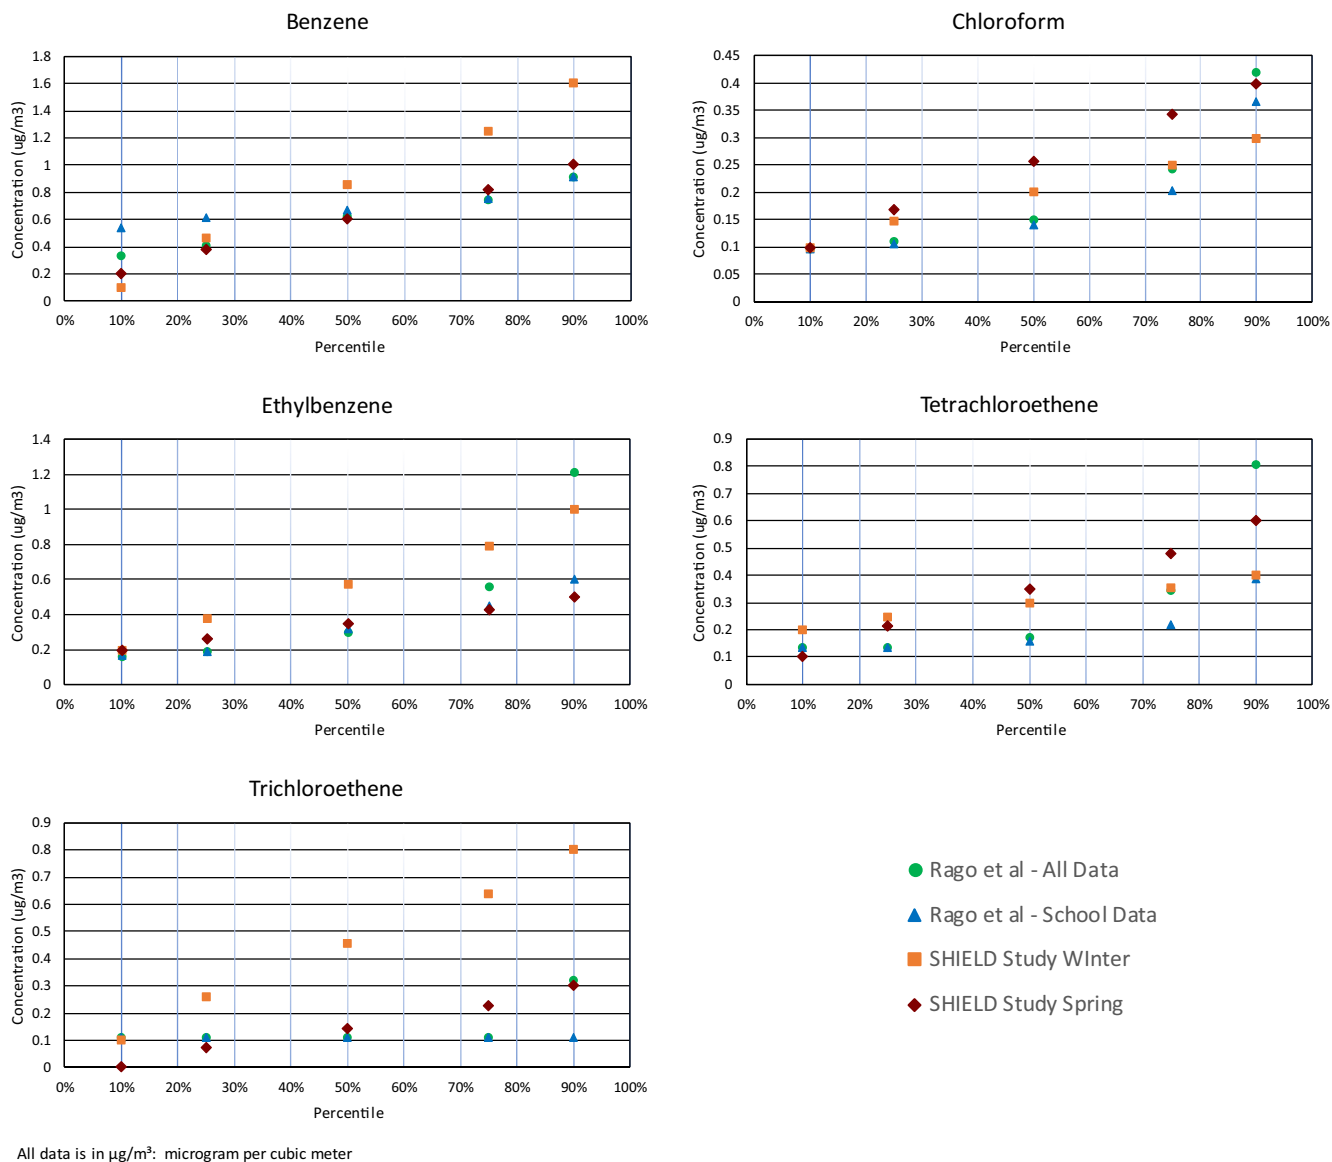 Benzene
Concentration (ug/m3)
1.8
1.6
1.4
1.2
1
0.8
0.6
0.4
0.2
0
0% 10% 20% 30% 40% 50% 60% 70% 80% 90% 100%
Percentile
Chloroform
Concentration (ug/m3)
0.45
0.4
0.35
0.3
0.25
0.2
0.15
0.1
0.05
0
0% 10% 20% 30% 40% 50% 60% 70% 80% 90% 100%
Percentile
Ethylbenzene
Concentration (ug/m3)
1.4
1.2
1
0.8
0.6
0.4
0.2
0
0% 10% 20% 30% 40% 50% 60% 70% 80% 90% 100%
Percentile
Tetrachloroethene
Concentration (ug/m3)
0.9
0.8
0.7
0.6
0.5
0.4
0.3
0.2
0.1
0
0% 10% 20% 30% 40% 50% 60% 70% 80% 90% 100%
Percentile
Trichloroethene
Concentration (ug/m3)
0.9
0.8
0.7
0.6
0.5
0.4
0.3
0.2
0.1
0
0% 10% 20% 30% 40% 50% 60% 70% 80% 90% 100%
Percentile
Rago et al - All Data
Rago et al - School Data
SHIELD Study WInter
SHIELD Study Spring
All data is in µg/m³: microgram per cubic meter